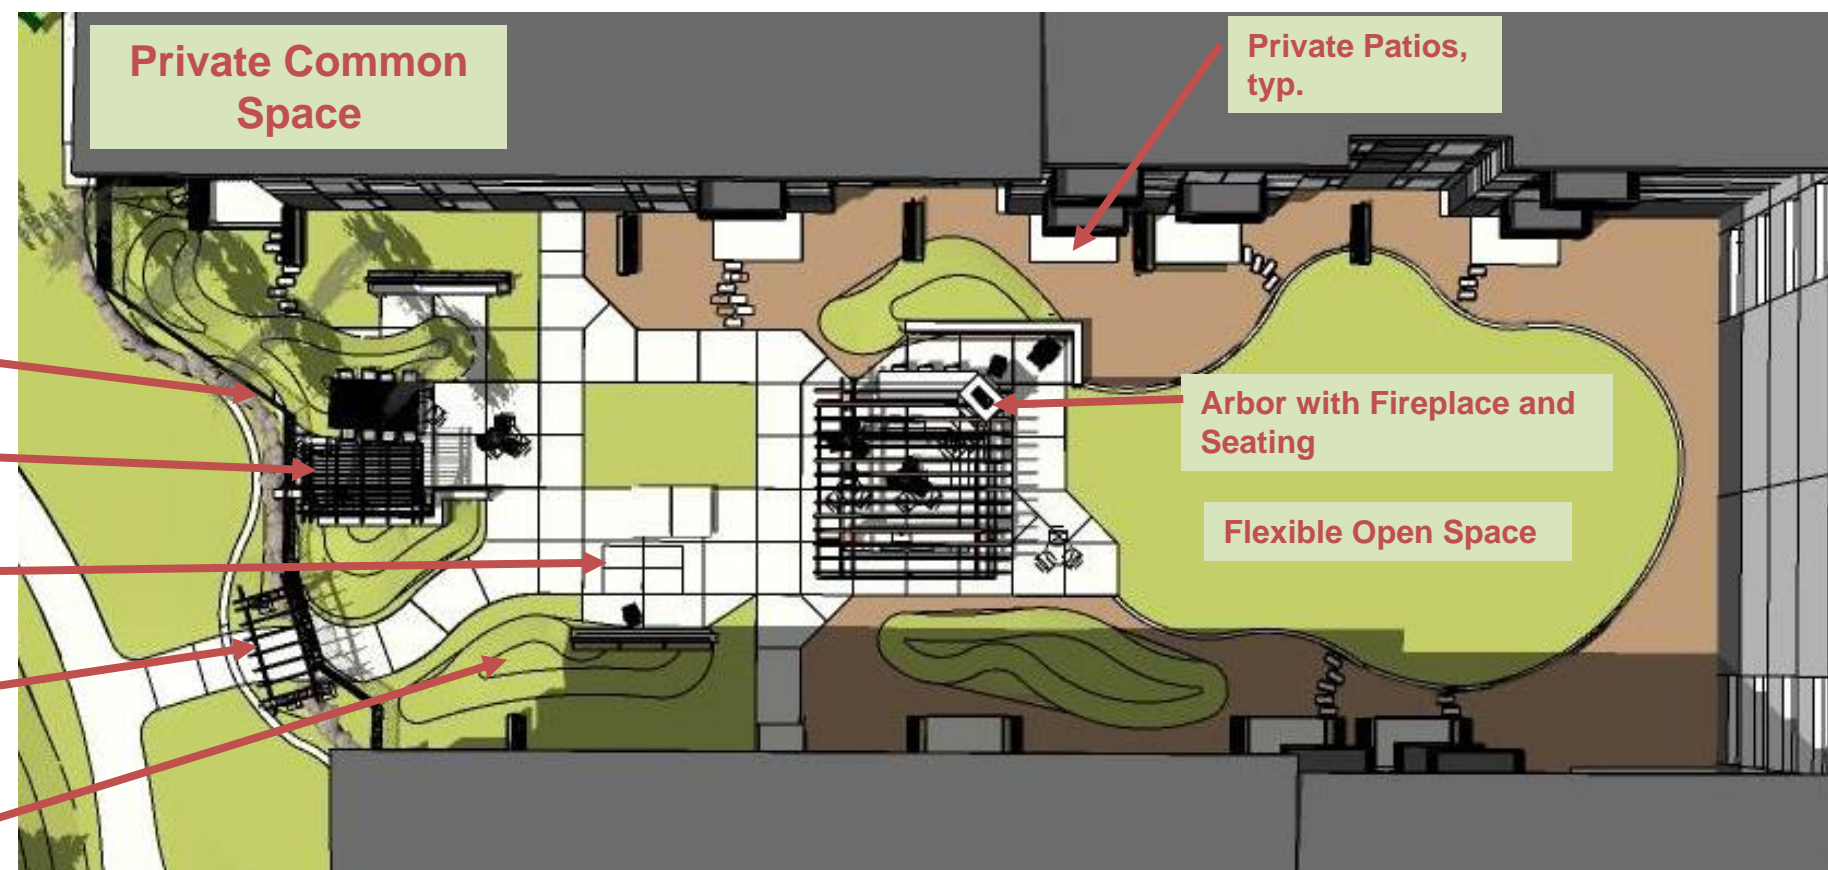 Private Common
Space
Private Patios,
typ.
Arbor with Fireplace and
Seating
Flexible Open Space